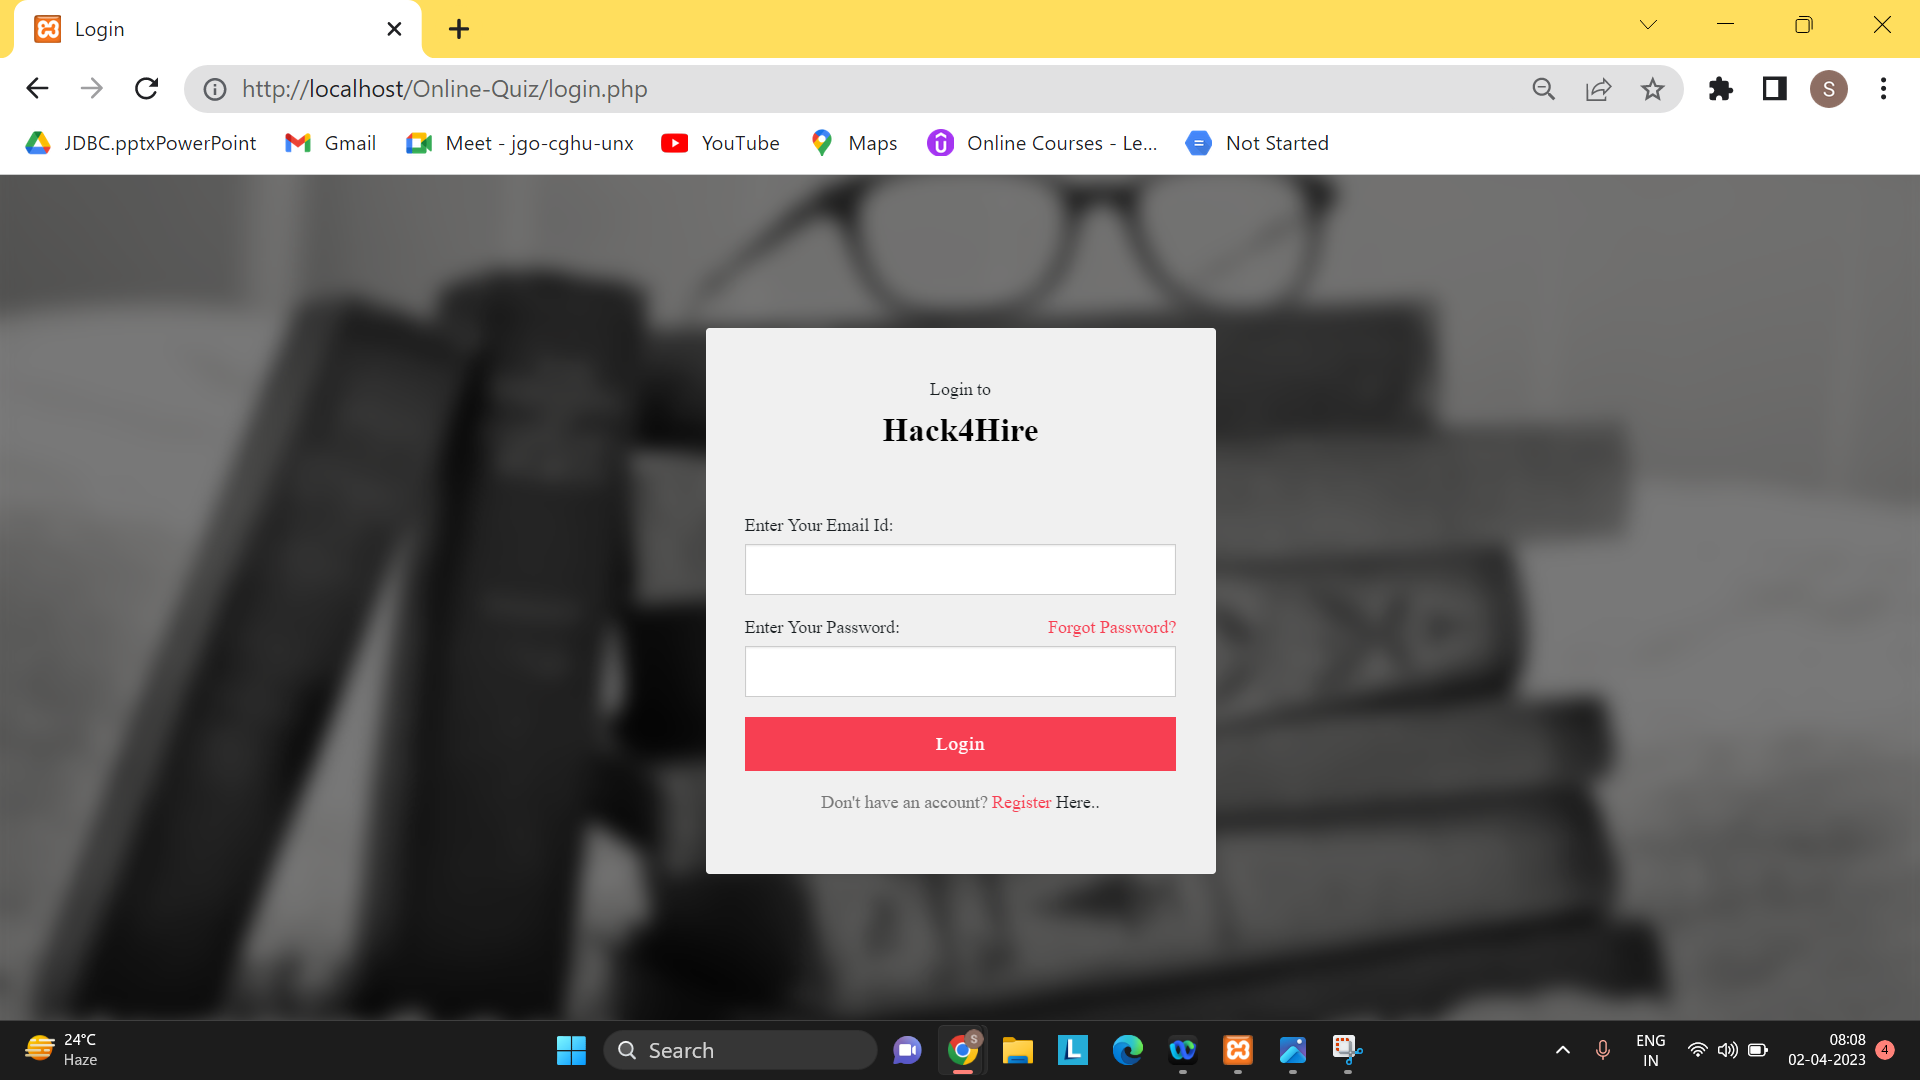 Login
http://localhost/Online-Quiz/login.php
S
JDBC.pptxPowerPoint
Gmail
Meet - jgo-cghu-unx
YouTube
Maps
Online Courses - Le...
Not Started
Login to
Hack4Hire
Enter Your Email Id:
Enter Your Password:
Forgot Password?
Login
Don't have an account? Register Here..
24°C
Haze
Search
S
L
ENG
IN
08:08
02-04-2023
4